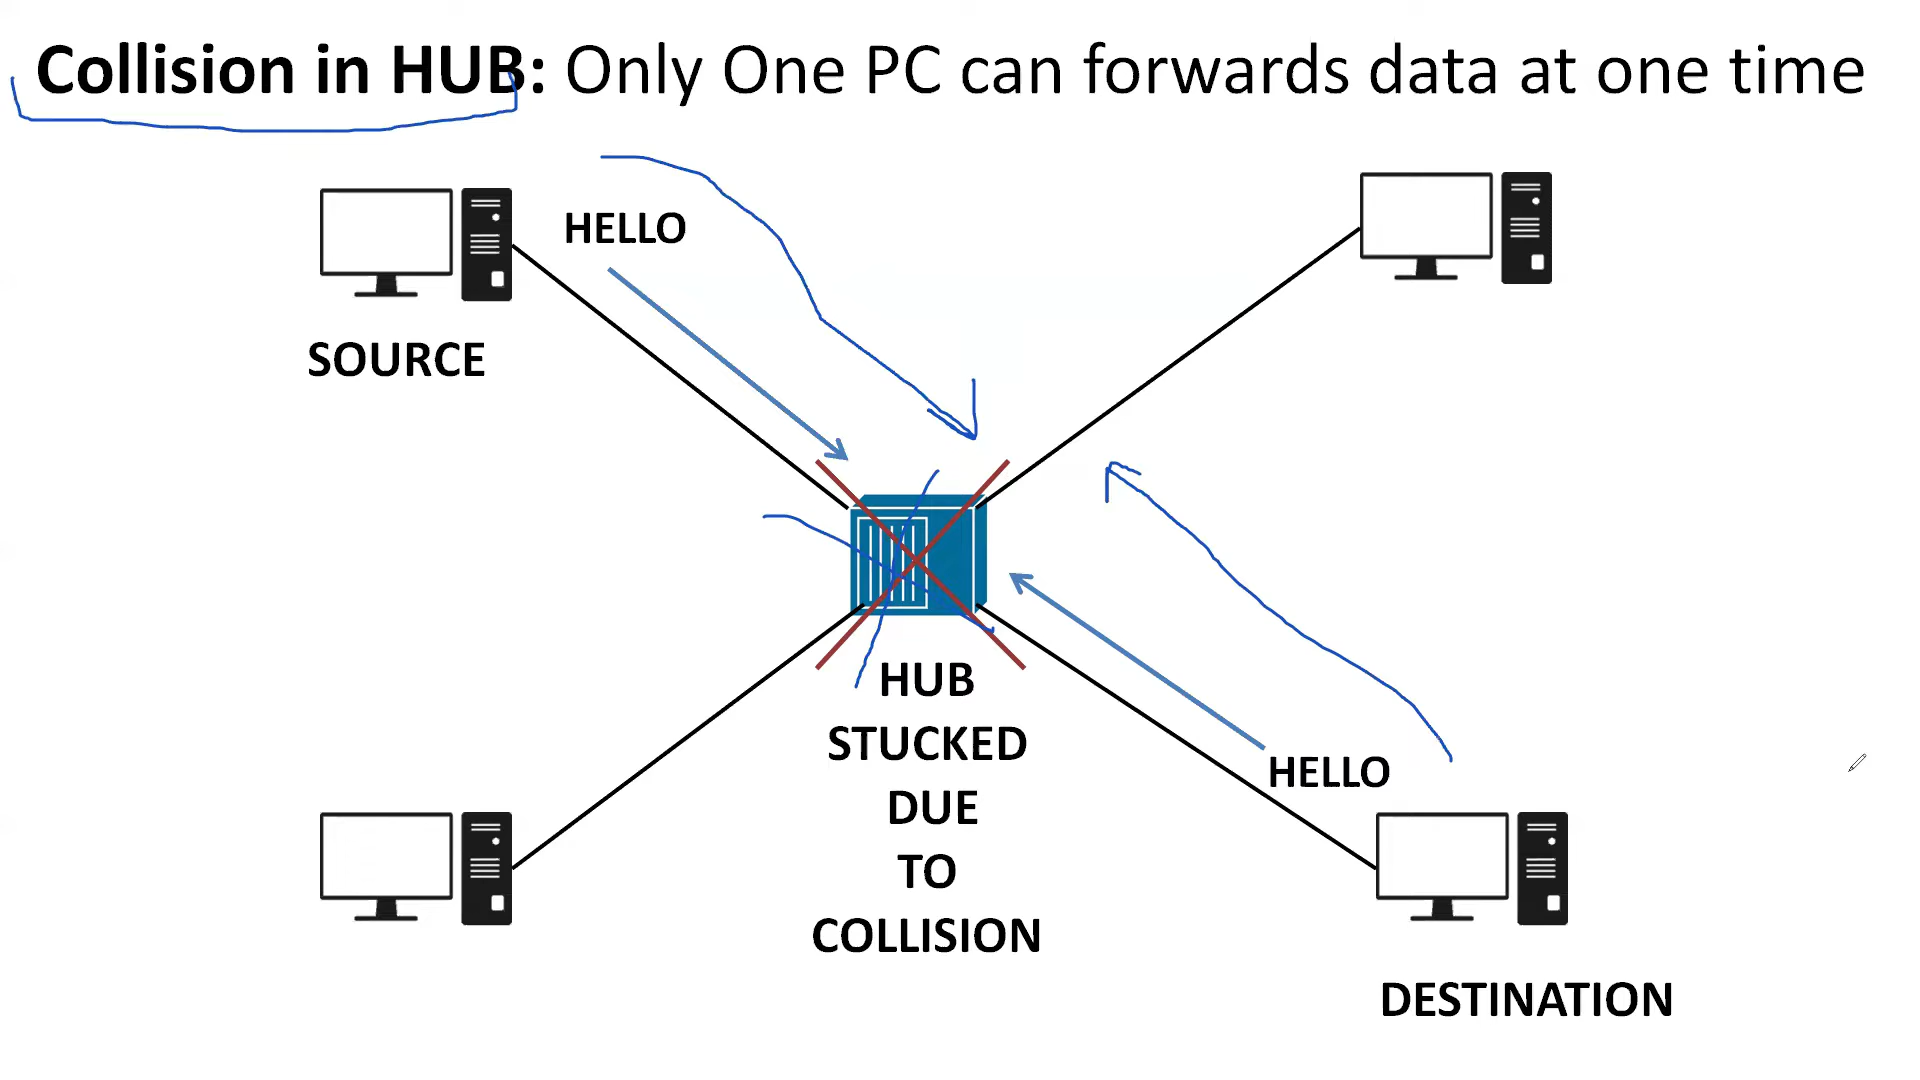 Collision in HUB: Only One PC can forwards data at one time
HELLO
SOURCE
HUB
STUCKED
DUE
TO
COLLISION
HELLO
DESTINATION